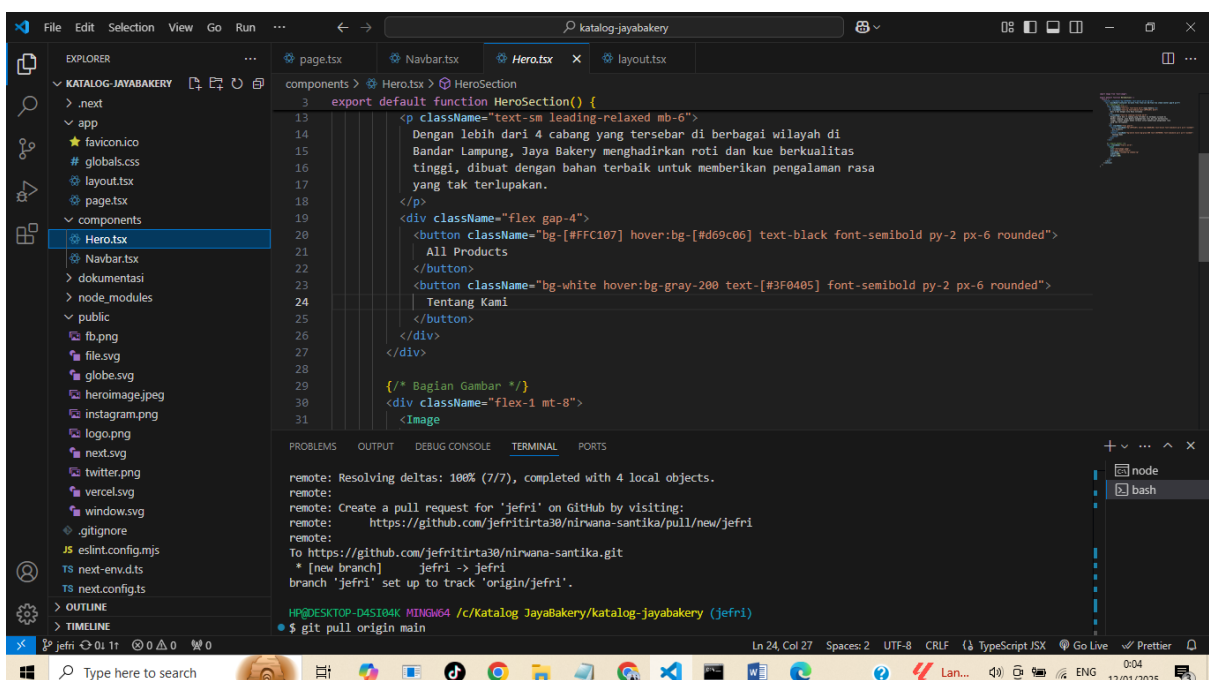 File Edit Selection View Go Run ...
katalog-jayabakery
EXPLORER
KATALOG-JAYABAKERY
.next
app
favicon.ico
# globals.css
layout.tsx
page.tsx
components
Hero.tsx
Navbar.tsx
dokumentasi
node_modules
public
fb.png
file.svg
globe.svg
heroimage.jpeg
instagram.png
logo.png
next.svg
twitter.png
vercel.svg
window.svg
.gitignore
JS eslint.config.mjs
TS next-env.d.ts
TS next.config.ts
OUTLINE
TIMELINE
page.tsx Navbar.tsx Hero.tsx layout.tsx
components > Hero.tsx > HeroSection
3 export default function HeroSection() {
13 <p className="text-sm leading-relaxed mb-6">
14 Dengan lebih dari 4 cabang yang tersebar di berbagai wilayah di
15 Bandar Lampung, Jaya Bakery menghadirkan roti dan kue berkualitas
16 tinggi, dibuat dengan bahan terbaik untuk memberikan pengalaman rasa
17 yang tak terlupakan.
18 </p>
19 <div className="flex gap-4">
20 <button className="bg-[#FFC107] hover:bg-[#d69c06] text-black font-semibold py-2 px-6 rounded">
21 All Products
22 </button>
23 <button className="bg-white hover:bg-gray-200 text-[#3F0405] font-semibold py-2 px-6 rounded">
24 Tentang Kami
25 </button>
26 </div>
27 </div>
28
29 {/* Bagian Gambar */}
30 <div className="flex-1 mt-8">
31 <Image
PROBLEMS OUTPUT DEBUG CONSOLE TERMINAL PORTS
remote: Resolving deltas: 100% (7/7), completed with 4 local objects.
remote:
remote: Create a pull request for 'jefri' on GitHub by visiting:
remote: https://github.com/jefritirta30/nirwana-santika/pull/new/jefri
remote:
To https://github.com/jefritirta30/nirwana-santika.git
* [new branch] jefri -> jefri
branch 'jefri' set up to track 'origin/jefri'.
HP@DESKTOP-D4SI04K MINGW64 /c/Katalog JayaBakery/katalog-jayabakery (jefri)
$ git pull origin main
node
bash
jefri 0↓ 1↑ 0 0 0 Ln 24, Col 27 Spaces: 2 UTF-8 CRLF TypeScript JSX Go Live Prettier
Type here to search Lan... ENG 0:04
12/01/2025